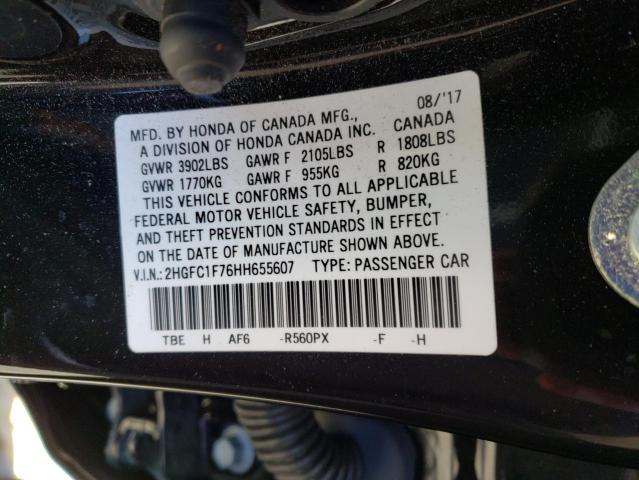 08/'17
MFD. BY HONDA OF CANADA MFG., CANADA
A DIVISION OF HONDA CANADA INC.
GVWR 3902LBS GAWR F 2105LBS R 1808LBS
GVWR 1770KG GAWR F 955KG R 820KG
THIS VEHICLE CONFORMS TO ALL APPLICABLE
FEDERAL MOTOR VEHICLE SAFETY, BUMPER,
AND THEFT PREVENTION STANDARDS IN EFFECT
ON THE DATE OF MANUFACTURE SHOWN ABOVE.
V.I.N.: 2HGFC1F76HH655607 TYPE: PASSENGER CAR
TBE H AF6 -R560PX -F -H